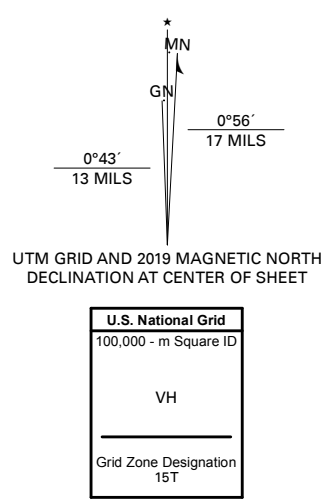 ★
MN
GN
0°56´
17 MILS
0°43´
13 MILS
UTM GRID AND 2019 MAGNETIC NORTH
DECLINATION AT CENTER OF SHEET
U.S. National Grid
100,000 - m Square ID
VH
Grid Zone Designation
15T